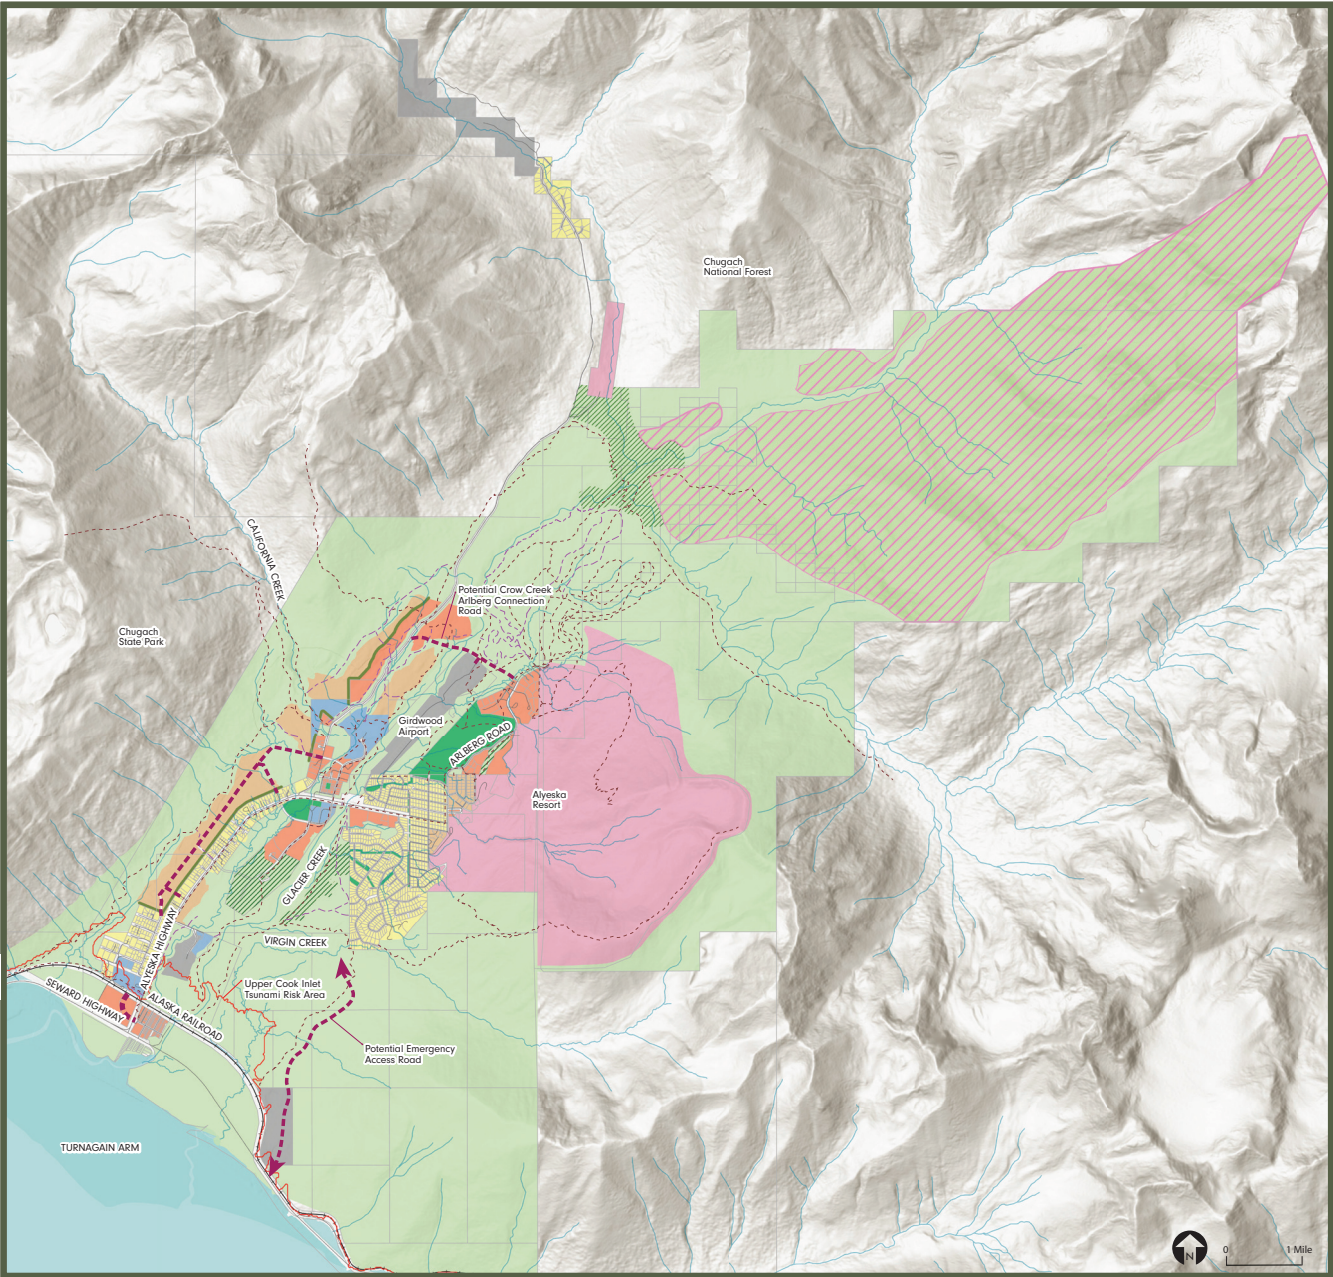 Chugach
National Forest
CALIFORNIA CREEK
Potential Crow Creek
Arlberg Connection
Road
Chugach
State Park
Girdwood
Airport
ARLBERG ROAD
Alyeska
Resort
GLACIER CREEK
ALYESKA HIGHWAY
VIRGIN CREEK
SEWARD HIGHWAY
ALASKA RAILROAD
Upper Cook Inlet
Tsunami Risk Area
Potential Emergency
Access Road
TURNAGAIN ARM
N
0 1 Mile